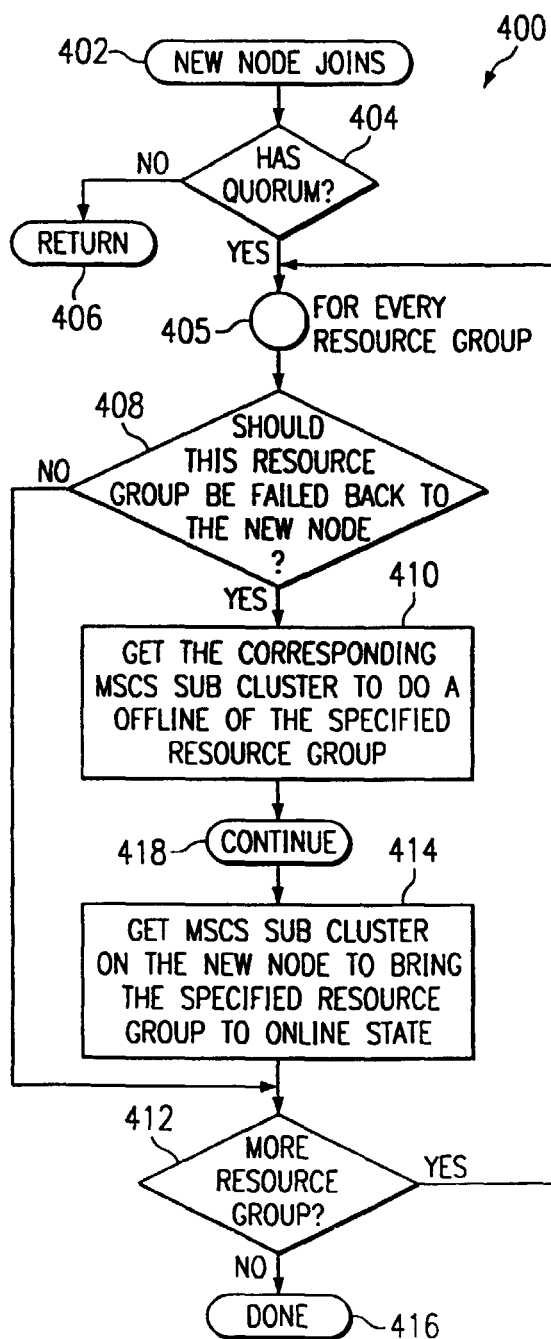 400
402
NEW NODE JOINS
404
HAS
QUORUM?
NO
YES
RETURN
406
405
FOR EVERY
RESOURCE GROUP
408
SHOULD
THIS RESOURCE
GROUP BE FAILED BACK TO
THE NEW NODE
?
NO
YES
410
GET THE CORRESPONDING
MSCS SUB CLUSTER TO DO A
OFFLINE OF THE SPECIFIED
RESOURCE GROUP
418
CONTINUE
414
GET MSCS SUB CLUSTER
ON THE NEW NODE TO BRING
THE SPECIFIED RESOURCE
GROUP TO ONLINE STATE
412
MORE
RESOURCE
GROUP?
YES
NO
DONE
416